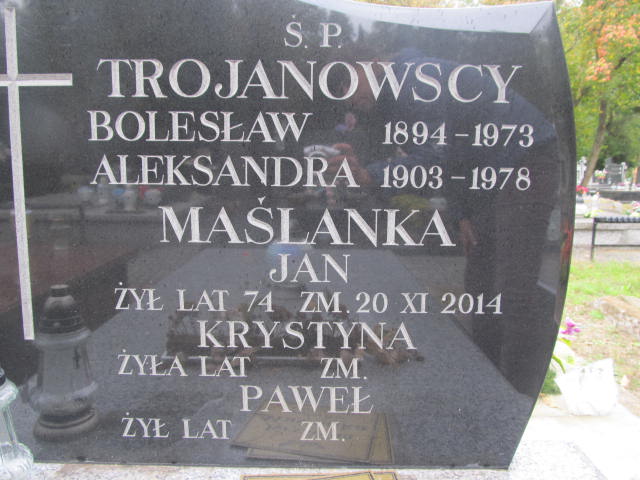 Ś. P.
TROJANOWSCY
BOLESŁAW 1894-1973
ALEKSANDRA 1903-1978
MAŚLANKA
JAN
ŻYŁ LAT 74 ZM. 20 XI 2014
KRYSTYNA
ŻYŁA LAT ZM.
PAWEŁ
ŻYŁ LAT ZM.